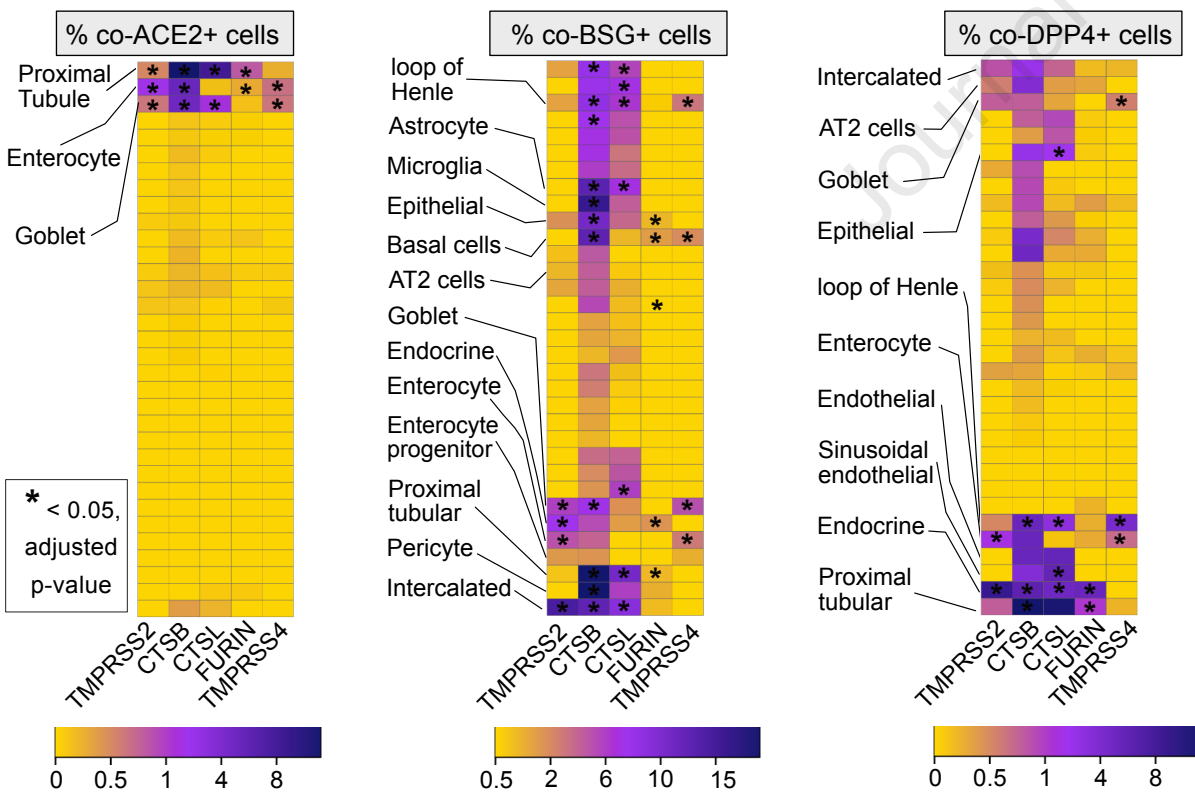 Journal
% co-ACE2+ cells
Proximal
Tubule
Enterocyte
Goblet
* < 0.05,
adjusted
p-value
* * * *
* * * *
* * * *
TMPRSS2
CTSB
CTSL
FURIN
TMPRSS4
0 0.5 1 4 8
% co-BSG+ cells
loop of
Henle
Astrocyte
Microglia
Epithelial
Basal cells
AT2 cells
Goblet
Endocrine
Enterocyte
Enterocyte
progenitor
Proximal
tubular
Pericyte
Intercalated
* *
*
* * *
*
* *
*
* *
* * *
*
*
* * *
* *
* *
* * *
*
* * *
TMPRSS2
CTSB
CTSL
FURIN
TMPRSS4
0.5 2 6 10 15
% co-DPP4+ cells
Intercalated
AT2 cells
Goblet
Epithelial
loop of Henle
Enterocyte
Endothelial
Sinusoidal
endothelial
Endocrine
Proximal
tubular
*
*
* * *
* *
*
* * * *
* *
TMPRSS2
CTSB
CTSL
FURIN
TMPRSS4
0 0.5 1 4 8